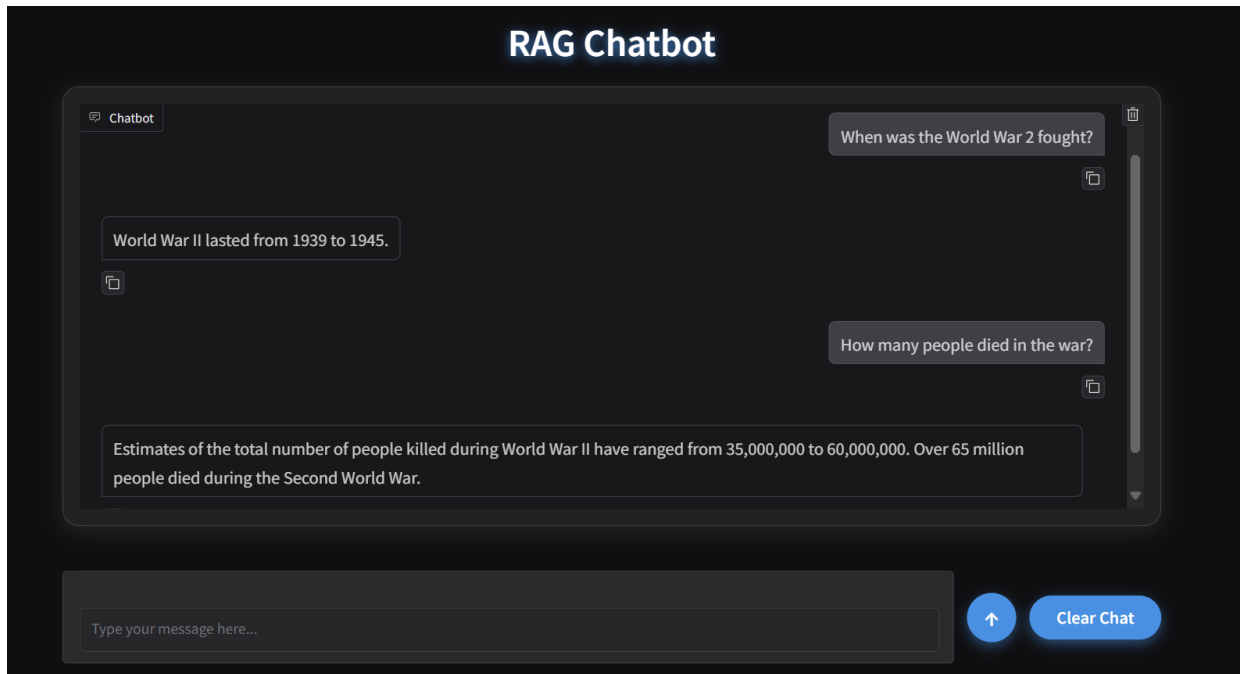 RAG Chatbot
Chatbot
When was the World War 2 fought?
World War II lasted from 1939 to 1945.
How many people died in the war?
Estimates of the total number of people killed during World War II have ranged from 35,000,000 to 60,000,000. Over 65 million
people died during the Second World War.
Type your message here...
Clear Chat